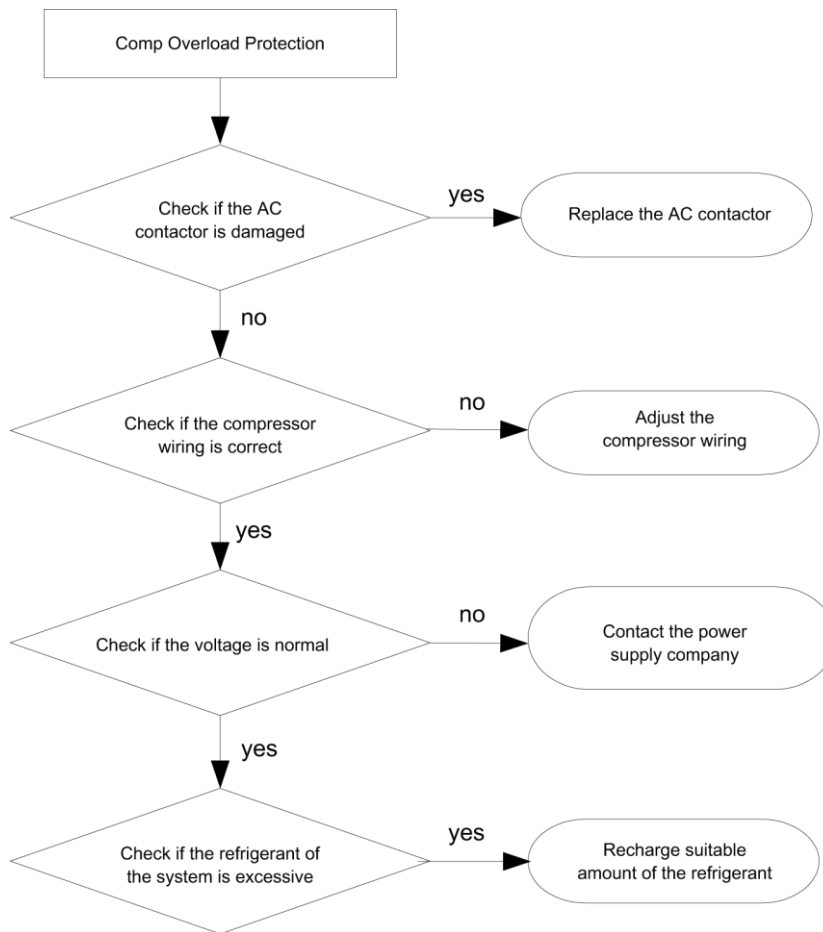 Comp Overload Protection
Check if the AC
contactor is damaged
yes
Replace the AC contactor
no
Check if the compressor
wiring is correct
no
Adjust the
compressor wiring
yes
Check if the voltage is normal
no
Contact the power
supply company
yes
Check if the refrigerant of
the system is excessive
yes
Recharge suitable
amount of the refrigerant